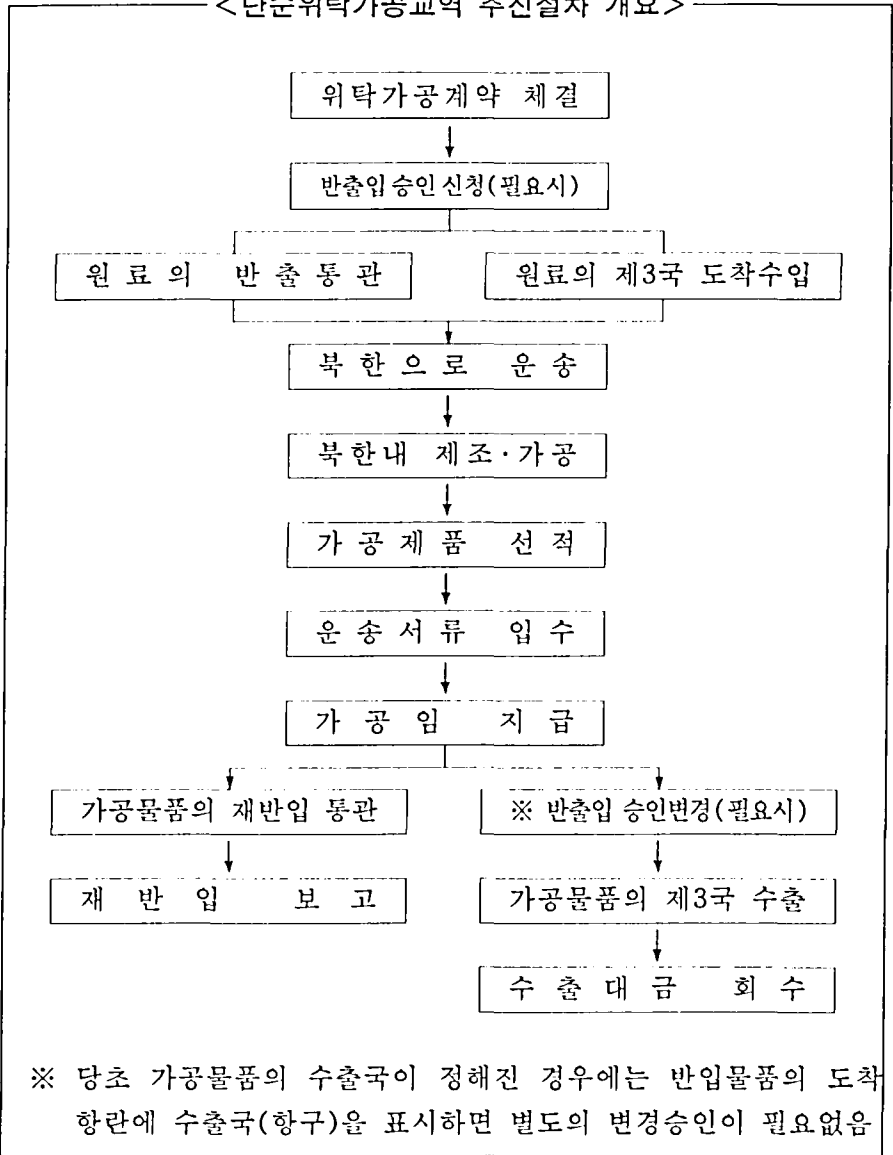 <단순위탁가공교역 추진절차 개요>
위탁가공계약 체결
반출입 승인 신청(필요시)
원료의 반출통관
원료의 제3국 도착수입
북한으로 운송
북한내 제조·가공
가공제품 선적
운송서류 입수
가공임 지급
가공물품의 재반입 통관
※ 반출입 승인변경(필요시)
재반입 보고
가공물품의 제3국 수출
수출대금 회수
※ 당초 가공물품의 수출국이 정해진 경우에는 반입물품의 도착
항란에 수출국(항구)을 표시하면 별도의 변경승인이 필요없음